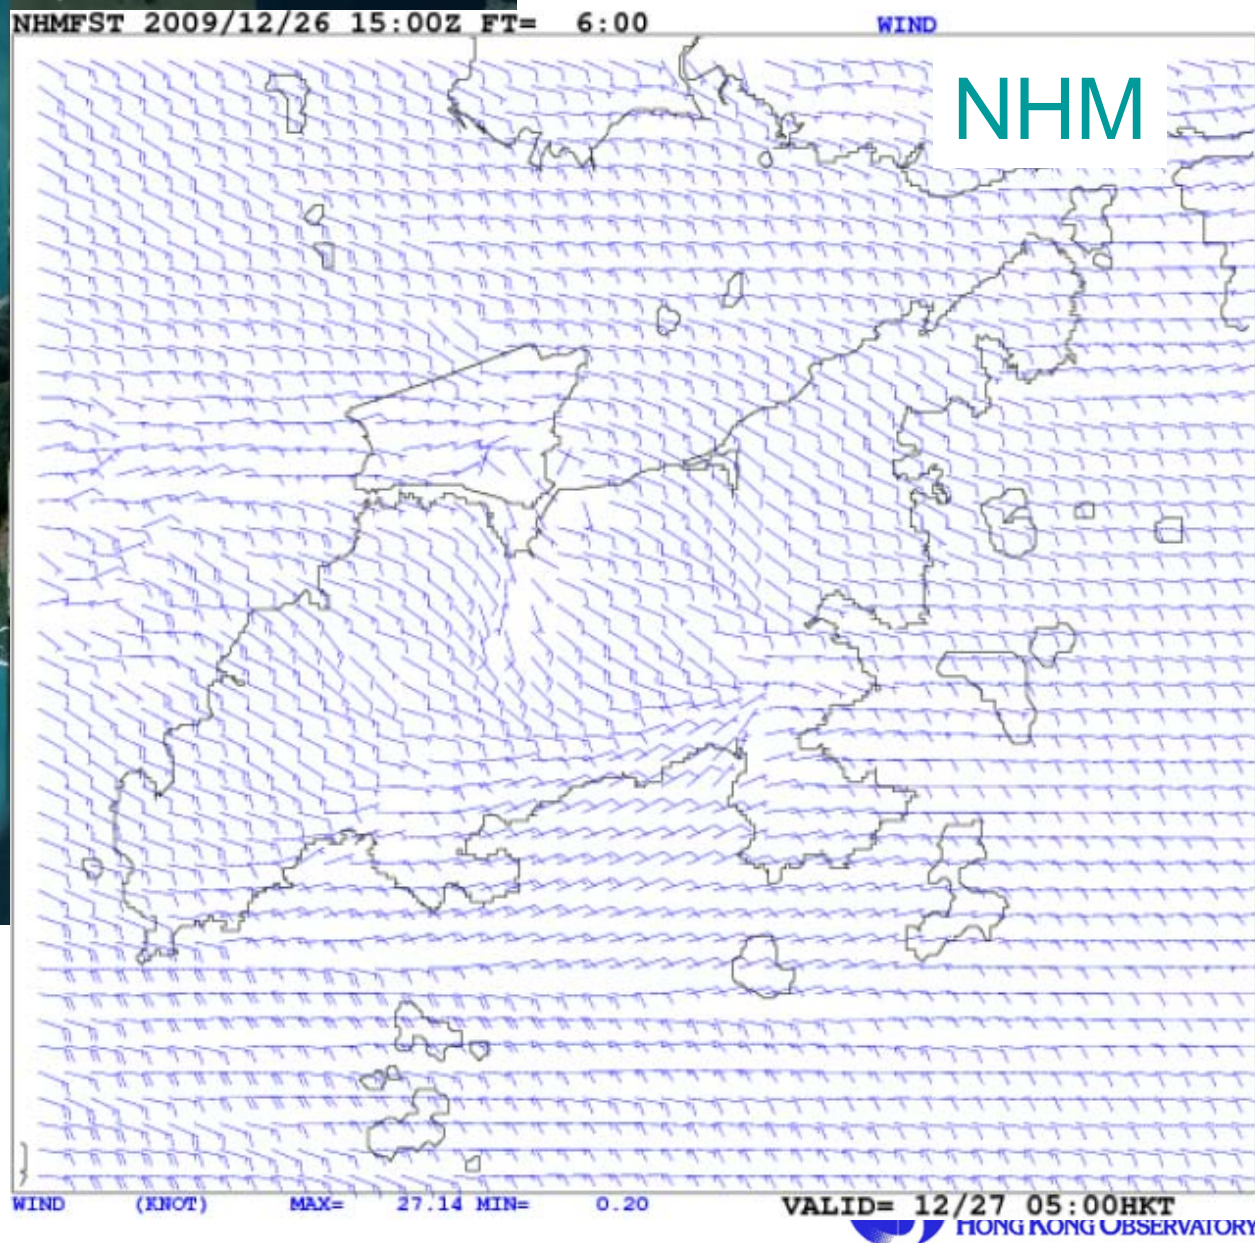 NHMFST 2009/12/26 15:00Z FT= 6:00 WIND
NHM
WIND (KNOT) MAX= 27.14 MIN= 0.20 VALID= 12/27 05:00HKT
HONG KONG OBSERVATORY